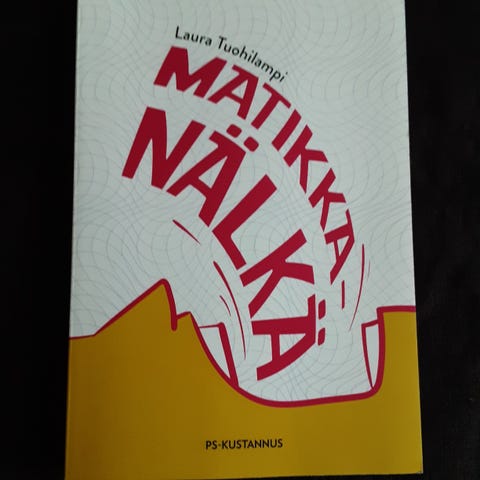 Laura Tuohilampi
MATIKKA-
NÄLKÄ
PS-KUSTANNUS